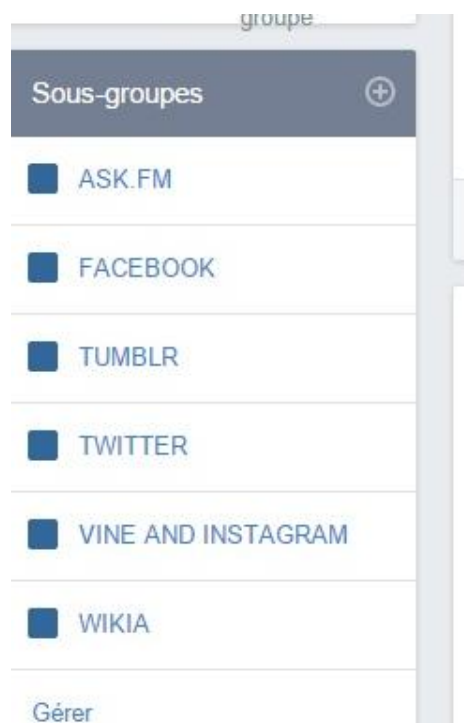 groupe
Sous-groupes
ASK.FM
FACEBOOK
TUMBLR
TWITTER
VINE AND INSTAGRAM
WIKIA
Gérer